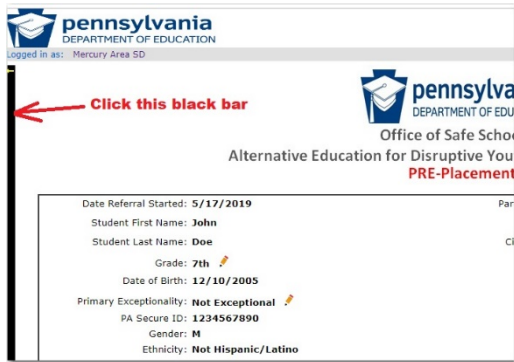 pennsylvania
DEPARTMENT OF EDUCATION
Logged in as: Mercury Area SD
Click this black bar
pennsylva
DEPARTMENT OF EDU
Office of Safe Schoo
Alternative Education for Disruptive You
PRE-Placement
Date Referral Started: 5/17/2019 Par
Student First Name: John
Student Last Name: Doe Ci
Grade: 7th
Date of Birth: 12/10/2005
Primary Exceptionality: Not Exceptional
PA Secure ID: 1234567890
Gender: M
Ethnicity: Not Hispanic/Latino